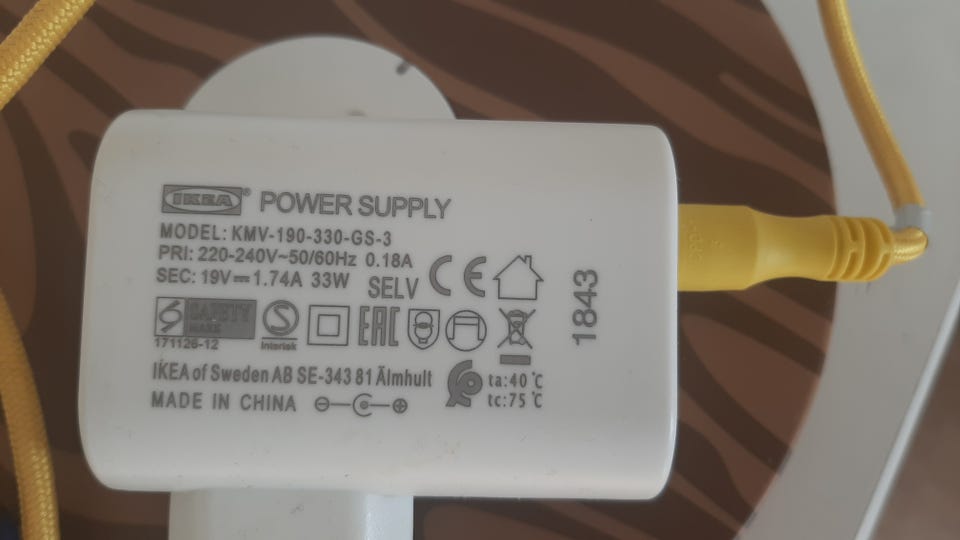 IKEA® POWER SUPPLY
MODEL: KMV-190-330-GS-3
PRI: 220-240V~50/60Hz 0.18A
SEC: 19V⎓1.74A 33W SELV CE
SAFETY
MARK
171126-12
S
Intertek
EAC
IKEA of Sweden AB SE-343 81 Älmhult
MADE IN CHINA
ta:40℃
tc:75℃
1843